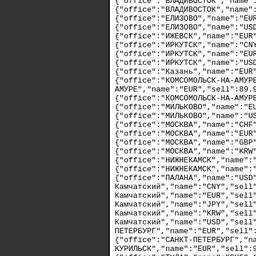 {"office":"ВЛАДИВОСТОК","name":
{"office":"ВЛАДИВОСТОК","name":
{"office":"ЕЛИЗОВО","name":"EUR
{"office":"ЕЛИЗОВО","name":"USD
{"office":"ИЖЕВСК","name":"EUR"
{"office":"ИРКУТСК","name":"CNY
{"office":"ИРКУТСК","name":"EUR
{"office":"ИРКУТСК","name":"USD
{"office":"Казань","name":"EUR"
{"office":"КОМСОМОЛЬСК-НА-АМУРЕ
АМУРЕ","name":"EUR","sell":89.9
{"office":"КОМСОМОЛЬСК-НА-АМУРЕ
{"office":"МИЛЬКОВО","name":"EU
{"office":"МИЛЬКОВО","name":"US
{"office":"МОСКВА","name":"CHF"
{"office":"МОСКВА","name":"EUR"
{"office":"МОСКВА","name":"GBP"
{"office":"МОСКВА","name":"KRW"
{"office":"НИЖНЕКАМСК","name":"
{"office":"НИЖНЕКАМСК","name":"
{"office":"ПАЛАНА","name":"USD"
Камчатский","name":"CNY","sell"
Камчатский","name":"EUR","sell"
Камчатский","name":"JPY","sell"
Камчатский","name":"KRW","sell"
Камчатский","name":"USD","sell"
ПЕТЕРБУРГ","name":"EUR","sell":
{"office":"САНКТ-ПЕТЕРБУРГ","na
КУРИЛЬСК","name":"EUR","sell":9